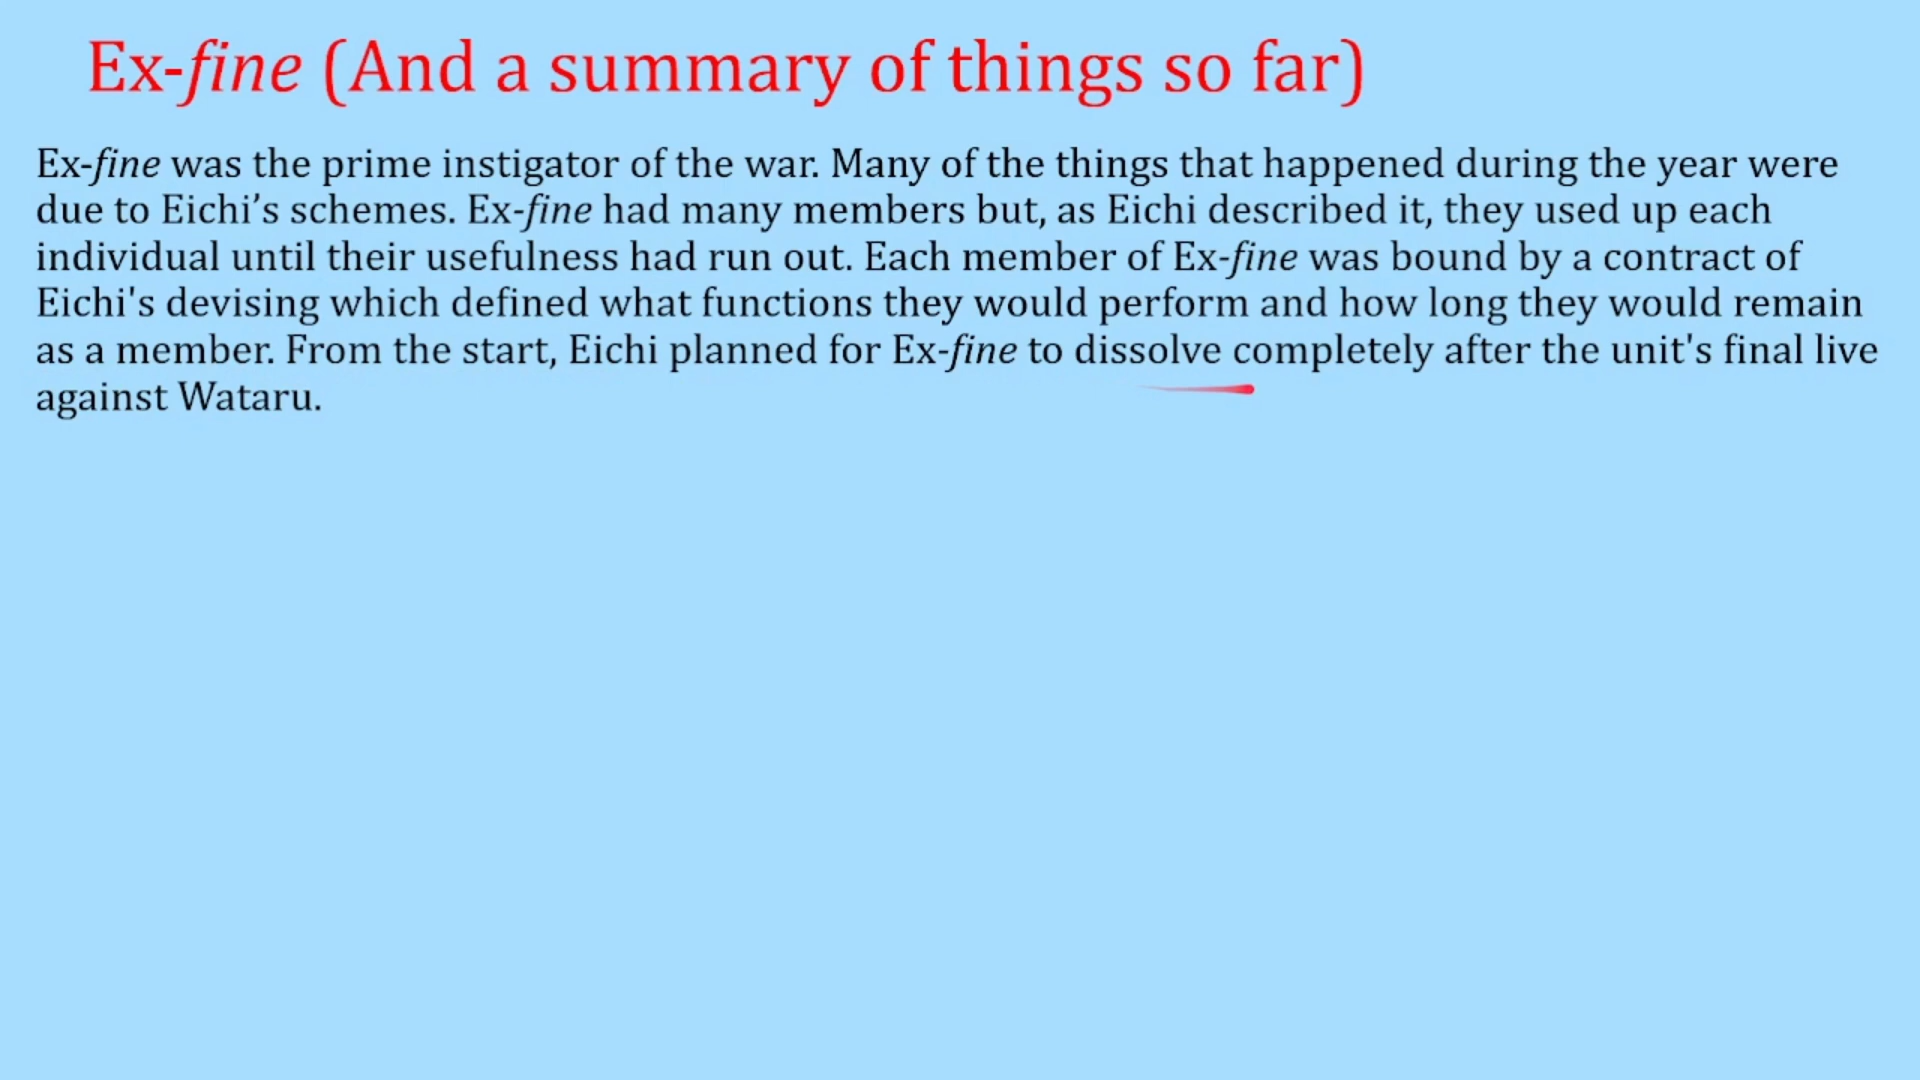 Ex-fine (And a summary of things so far)
Ex-fine was the prime instigator of the war. Many of the things that happened during the year were
due to Eichi’s schemes. Ex-fine had many members but, as Eichi described it, they used up each
individual until their usefulness had run out. Each member of Ex-fine was bound by a contract of
Eichi's devising which defined what functions they would perform and how long they would remain
as a member. From the start, Eichi planned for Ex-fine to dissolve completely after the unit's final live
against Wataru.